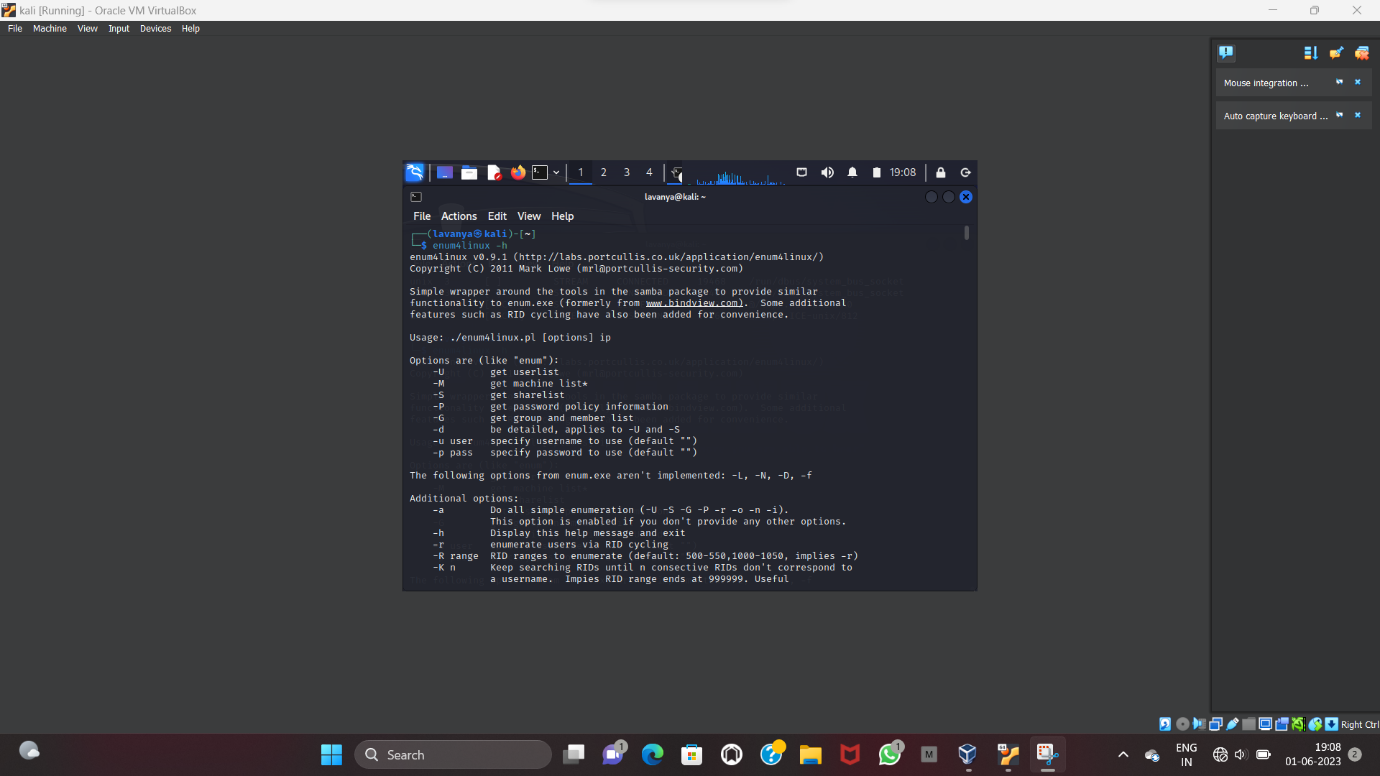 kali [Running] - Oracle VM VirtualBox
File Machine View Input Devices Help
Mouse integration ...
Auto capture keyboard ...
1 2 3 4 19:08
lavanya@kali: ~
File Actions Edit View Help
(lavanya㉿kali)-[~]
$ enum4linux -h
enum4linux v0.9.1 (http://labs.portcullis.co.uk/application/enum4linux/)
Copyright (C) 2011 Mark Lowe (mrl@portcullis-security.com)
Simple wrapper around the tools in the samba package to provide similar
functionality to enum.exe (formerly from www.bindview.com). Some additional
features such as RID cycling have also been added for convenience.
Usage: ./enum4linux.pl [options] ip
Options are (like "enum"):
-U get userlist
-M get machine list*
-S get sharelist
-P get password policy information
-G get group and member list
-d be detailed, applies to -U and -S
-u user specify username to use (default "")
-p pass specify password to use (default "")
The following options from enum.exe aren't implemented: -L, -N, -D, -f
Additional options:
-a Do all simple enumeration (-U -S -G -P -r -o -n -i).
This option is enabled if you don't provide any other options.
-h Display this help message and exit
-r enumerate users via RID cycling
-R range RID ranges to enumerate (default: 500-550,1000-1050, implies -r)
-K n Keep searching RIDs until n consective RIDs don't correspond to
a username. Impies RID range ends at 999999. Useful
Right Ctrl
Search
1
1
M
ENG
IN
19:08
01-06-2023
2